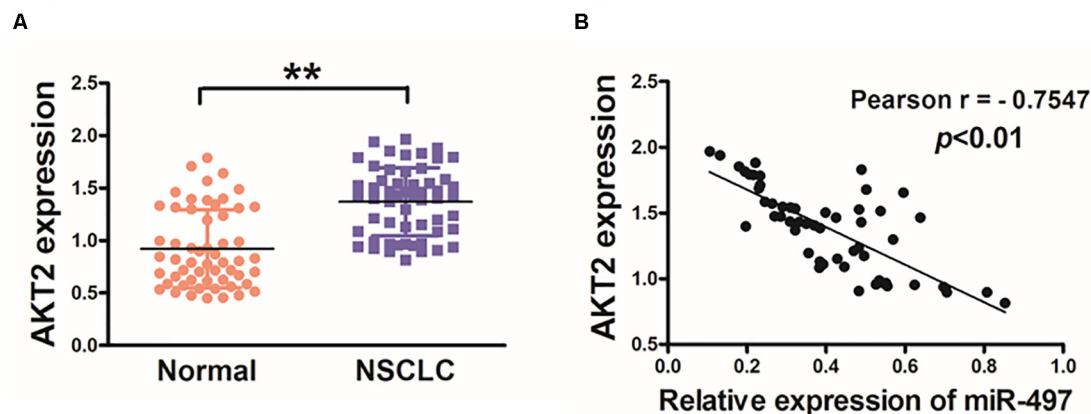 A
AKT2 expression
2.5
2.0
1.5
1.0
0.5
0.0
**
Normal
NSCLC
B
AKT2 expression
2.5
2.0
1.5
1.0
0.5
Pearson r = - 0.7547
p<0.01
0.0
0.2
0.4
0.6
0.8
1.0
Relative expression of miR-497